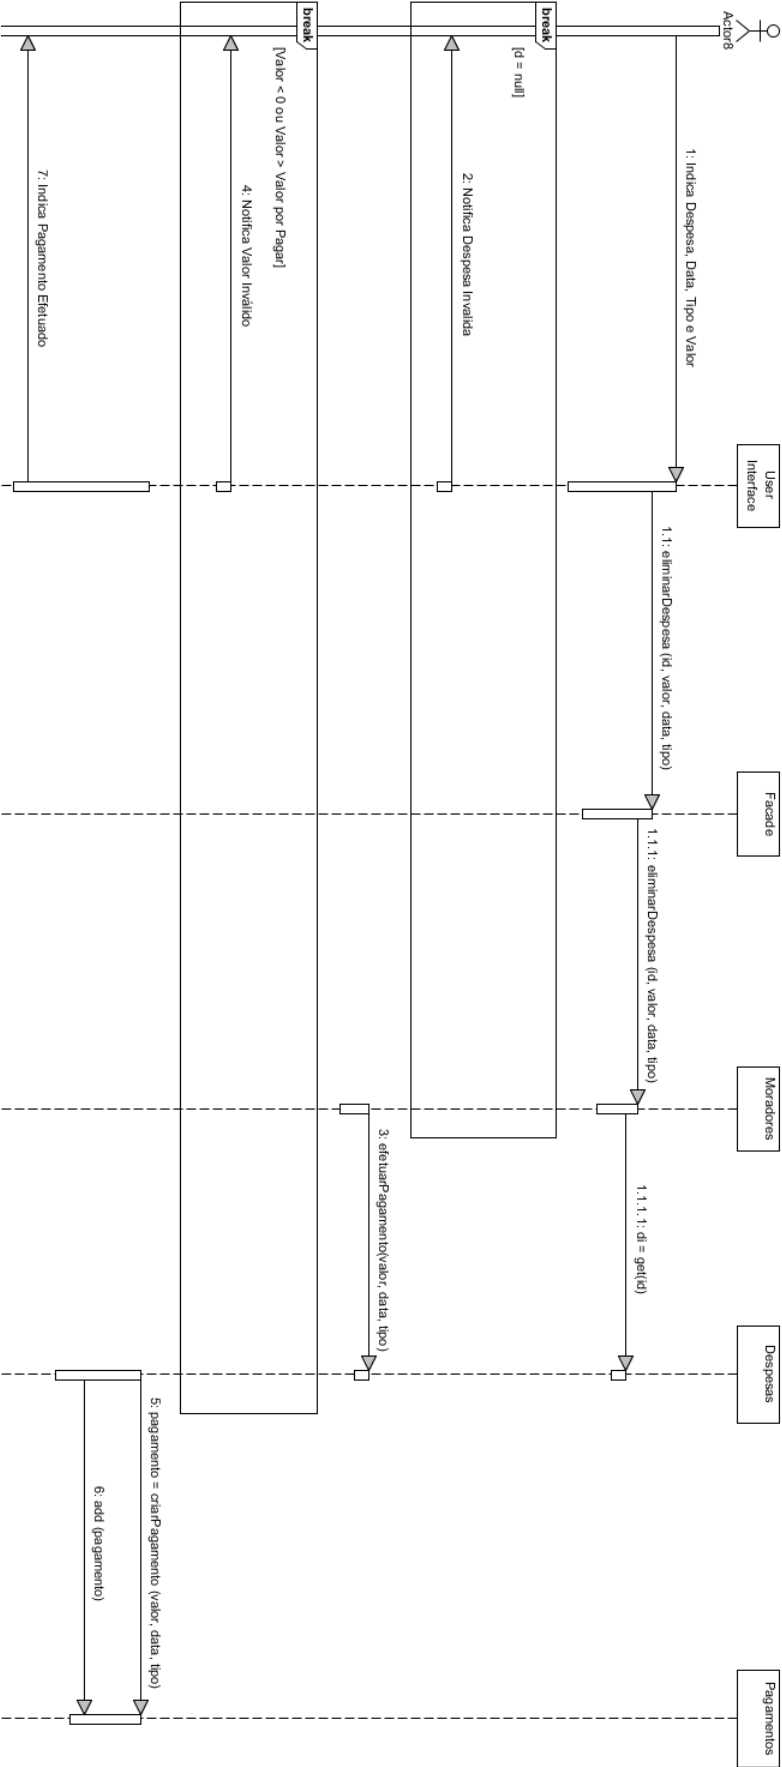 Actor8
User
Interface
Facade
Moradores
Despesas
Pagamentos
1: Indica Despesa, Data, Tipo e Valor
1.1: eliminarDespesa (id, valor, data, tipo)
1.1.1: eliminarDespesa (id, valor, data, tipo)
1.1.1.1: di = get(id)
break
[d = null]
2: Notifica Despesa Invalida
3: efetuarPagamento(valor, data, tipo)
break
[Valor < 0 ou Valor > Valor por Pagar]
4: Notifica Valor Inválido
5: pagamento = criarPagamento (valor, data, tipo)
6: add (pagamento)
7: Indica Pagamento Efetuado